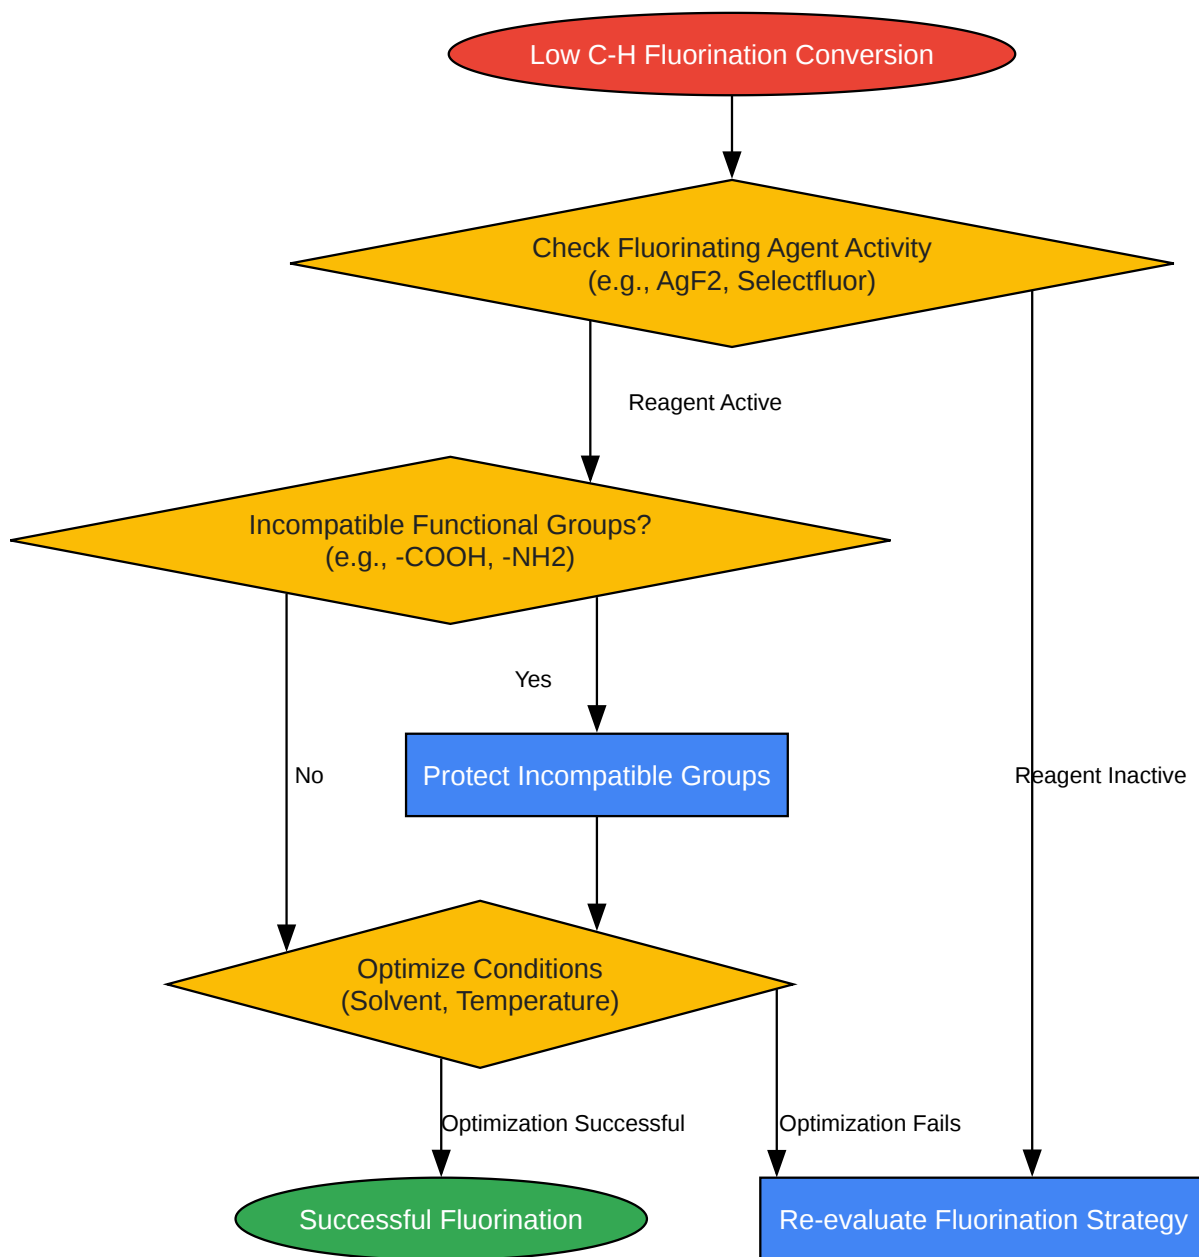 Low C-H Fluorination Conversion
Check Fluorinating Agent Activity
(e.g., AgF2, Selectfluor)
Reagent Active
Incompatible Functional Groups?
(e.g., -COOH, -NH2)
Yes
Protect Incompatible Groups
No
Reagent Inactive
Optimize Conditions
(Solvent, Temperature)
Optimization Successful
Optimization Fails
Successful Fluorination
Re-evaluate Fluorination Strategy